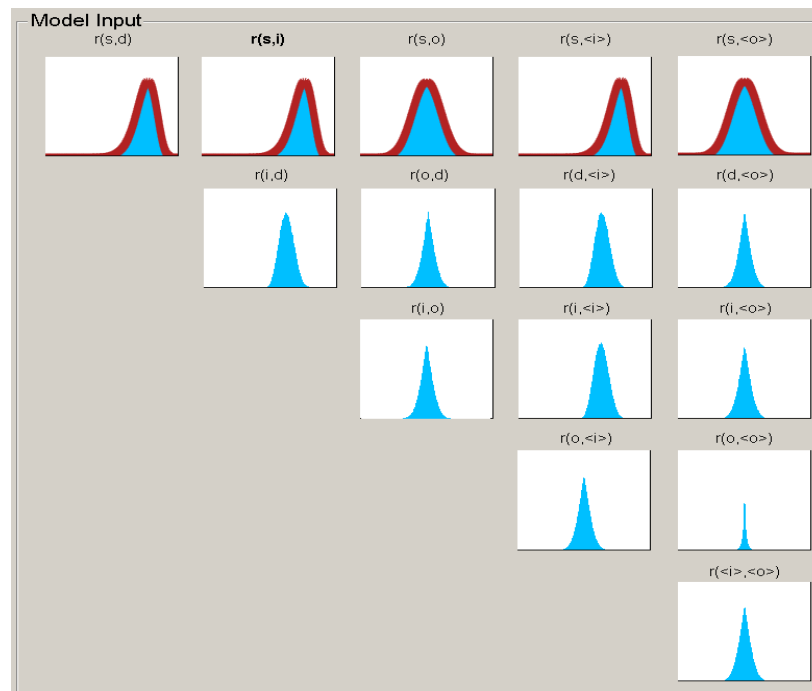 Model Input
r(s,d) r(s,i) r(s,o) r(s,<i>) r(s,<o>)
r(i,d) r(o,d) r(d,<i>) r(d,<o>)
r(i,o) r(i,<i>) r(i,<o>)
r(o,<i>) r(o,<o>)
r(<i>,<o>)